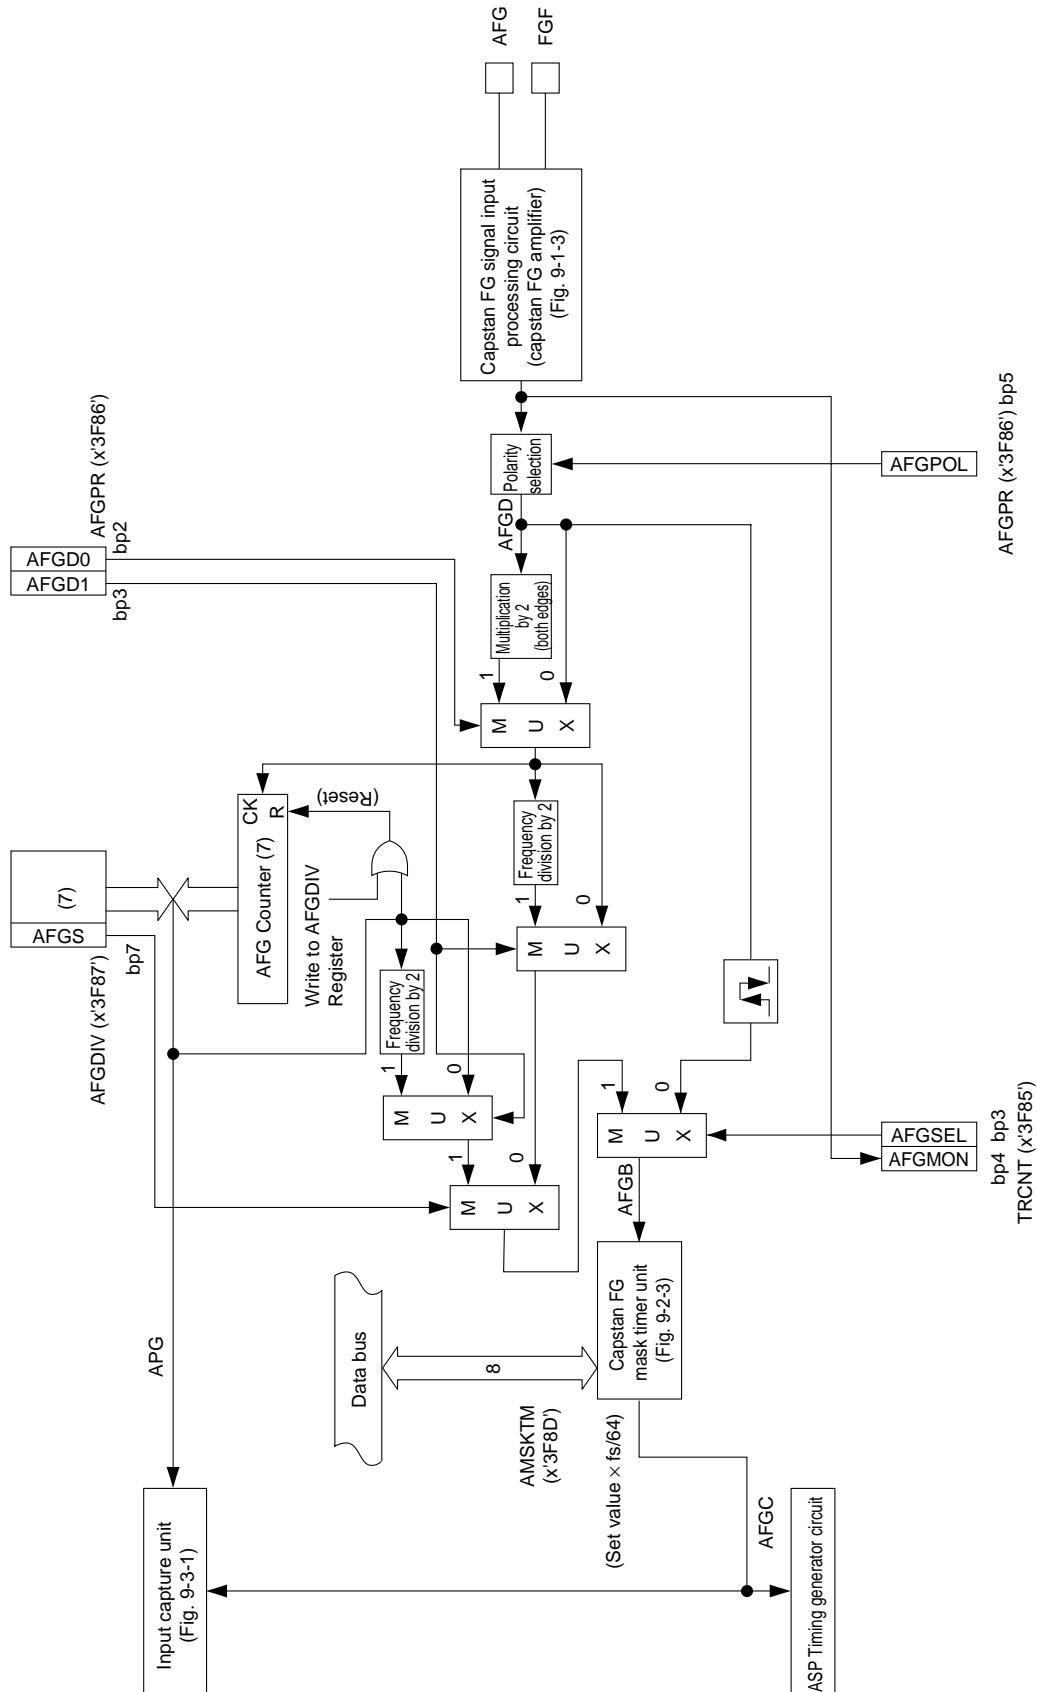 AFG
FGF
Capstan FG signal input
processing circuit
(capstan FG amplifier)
(Fig. 9-1-3)
AFGPR (x'3F86')
bp2
AFGD0
AFGD1
bp3
Polarity
selection
AFGPOL
AFGPR (x'3F86') bp5
AFGD
Multiplication
by 2
(both edges)
1
0
M U X
CK
R
AFG Counter (7)
(Reset)
Frequency
division by 2
1
0
M U X
(7)
AFGS
bp7
AFGDIV (x'3F87')
Write to AFGDIV
Register
Frequency
division by 2
1
0
M U X
1
0
M U X
1
0
M U X
AFGSEL
AFGMON
bp4 bp3
TRCNT (x'3F85')
AFGB
Capstan FG
mask timer unit
(Fig. 9-2-3)
APG
Data bus
8
AMSKTM
(x'3F8D')
(Set value × fs/64)
AFGC
Input capture unit
(Fig. 9-3-1)
ASP Timing generator circuit